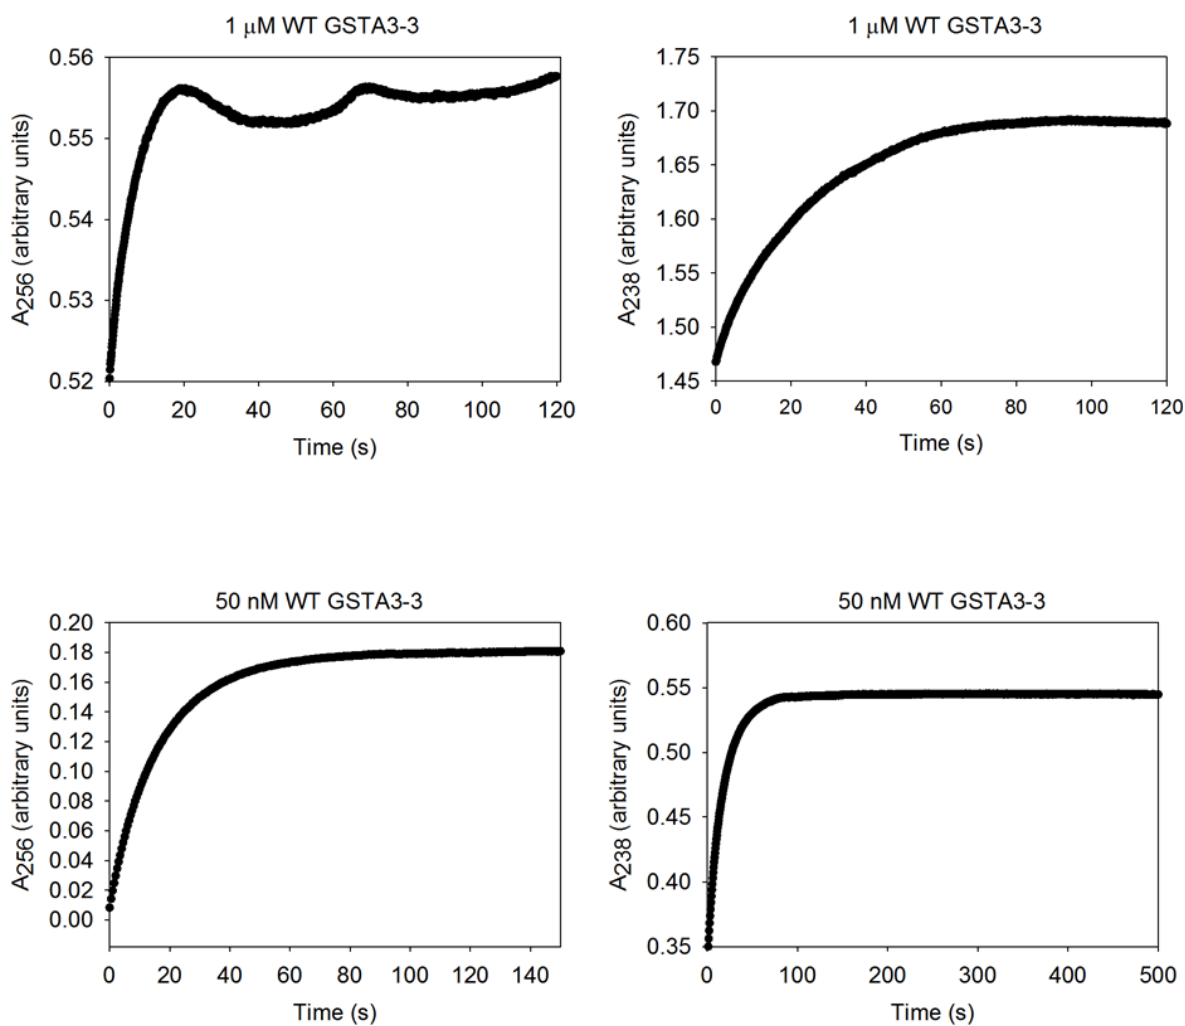 1 μM WT GSTA3-3
A256 (arbitrary units)
0.56
0.55
0.54
0.53
0.52
0 20 40 60 80 100 120
Time (s)
1 μM WT GSTA3-3
A238 (arbitrary units)
1.75
1.70
1.65
1.60
1.55
1.50
1.45
0 20 40 60 80 100 120
Time (s)
50 nM WT GSTA3-3
A256 (arbitrary units)
0.20
0.18
0.16
0.14
0.12
0.10
0.08
0.06
0.04
0.02
0.00
0 20 40 60 80 100 120 140
Time (s)
50 nM WT GSTA3-3
A238 (arbitrary units)
0.60
0.55
0.50
0.45
0.40
0.35
0 100 200 300 400 500
Time (s)